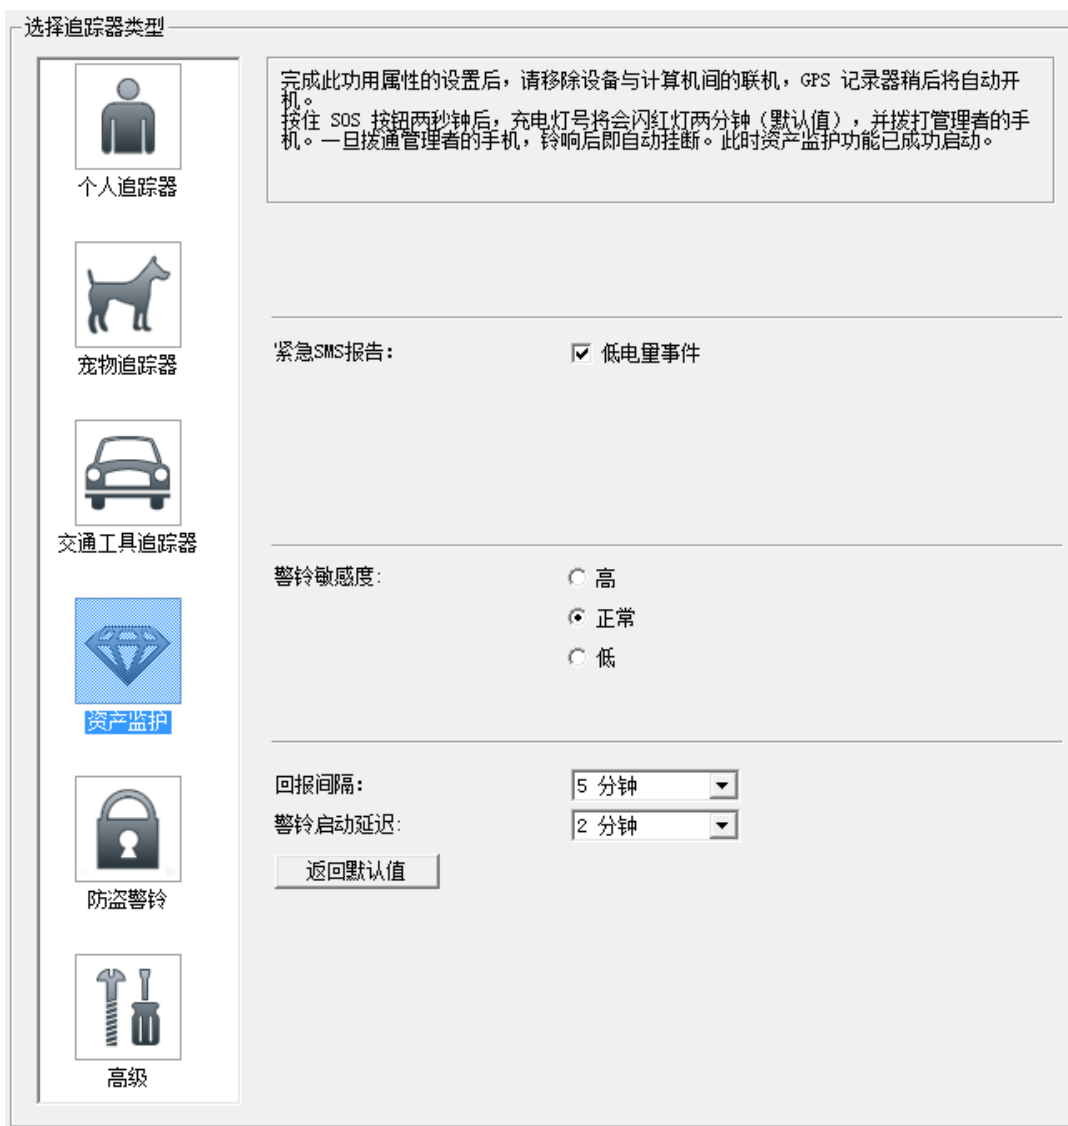 选择追踪器类型
个人追踪器
宠物追踪器
交通工具追踪器
资产监护
防盗警铃
高级
完成此功用属性的设置后，请移除设备与计算机间的联机，GPS 记录器稍后将自动开
机。
按住 SOS 按钮两秒钟后，充电灯号将会闪红灯两分钟（默认值），并拨打管理者的手
机。一旦拨通管理者的手机，铃响后即自动挂断。此时资产监护功能已成功启动。
紧急SMS报告：
低电量事件
警铃敏感度:
高
正常
低
回报间隔：
5 分钟
警铃启动延迟:
2 分钟
返回默认值